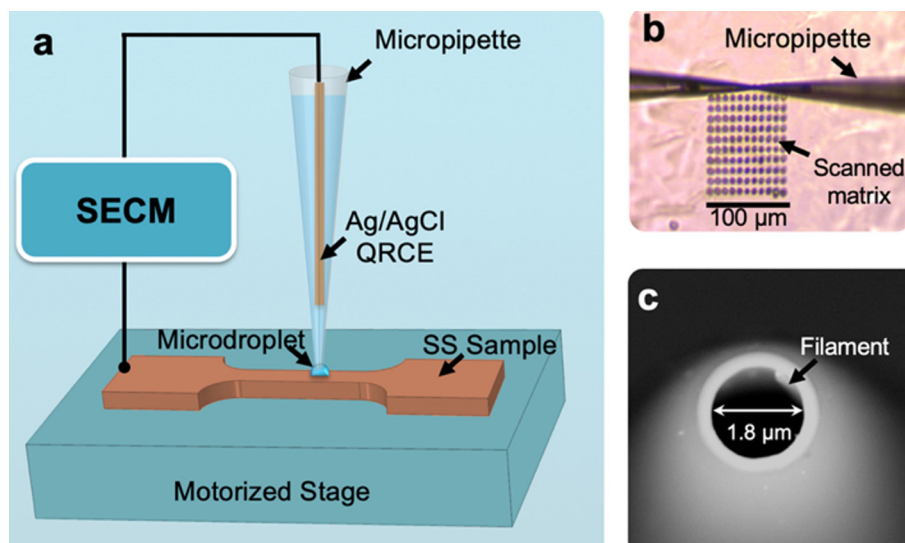 a
Micropipette
SECM
Ag/AgCl
QRCE
Microdroplet
SS Sample
Motorized Stage
b
Micropipette
Scanned
matrix
100 µm
c
Filament
1.8 µm